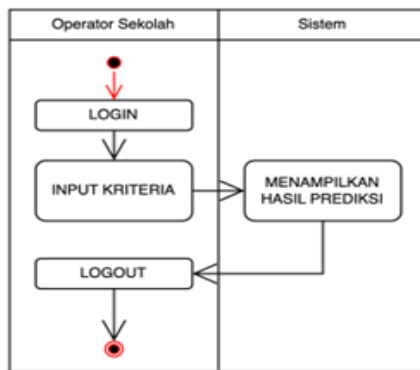 Operator Sekolah
Sistem
LOGIN
INPUT KRITERIA
MENAMPILKAN
HASIL PREDIKSI
LOGOUT